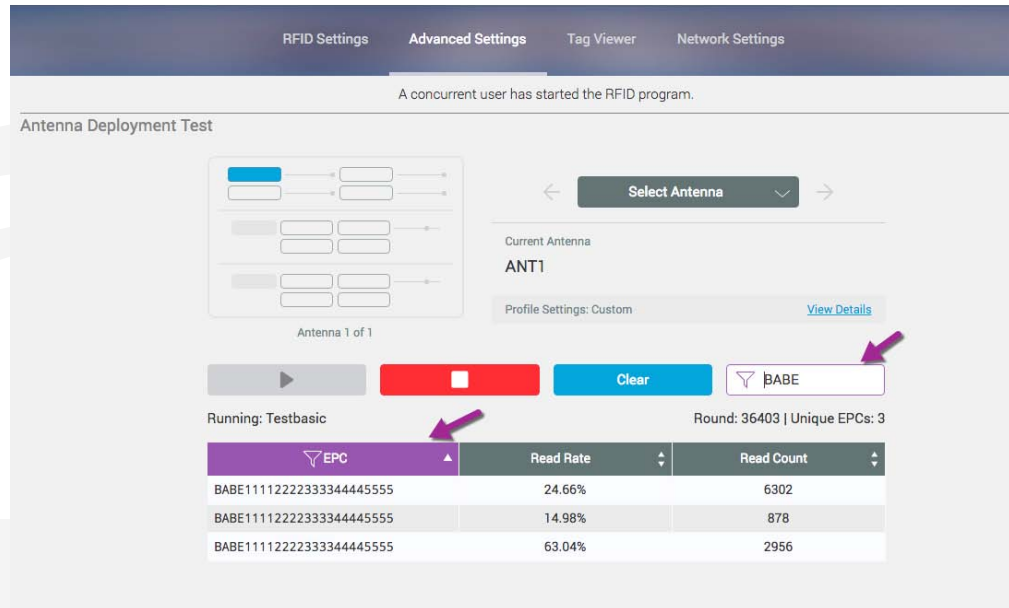 RFID Settings Advanced Settings Tag Viewer Network Settings
A concurrent user has started the RFID program.
Antenna Deployment Test
Select Antenna
Current Antenna
ANT1
Profile Settings: Custom View Details
Antenna 1 of 1
Clear BABE
Running: Testbasic Round: 36403 | Unique EPCs: 3
EPC Read Rate Read Count
BABE11112222333344445555 24.66% 6302
BABE11112222333344445555 14.98% 878
BABE11112222333344445555 63.04% 2956